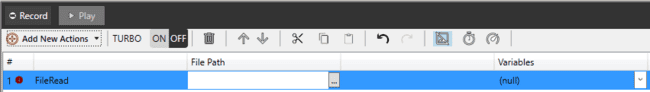 Record Play
Add New Actions TURBO ON OFF
# File Path Variables
1 FileRead ... (null)